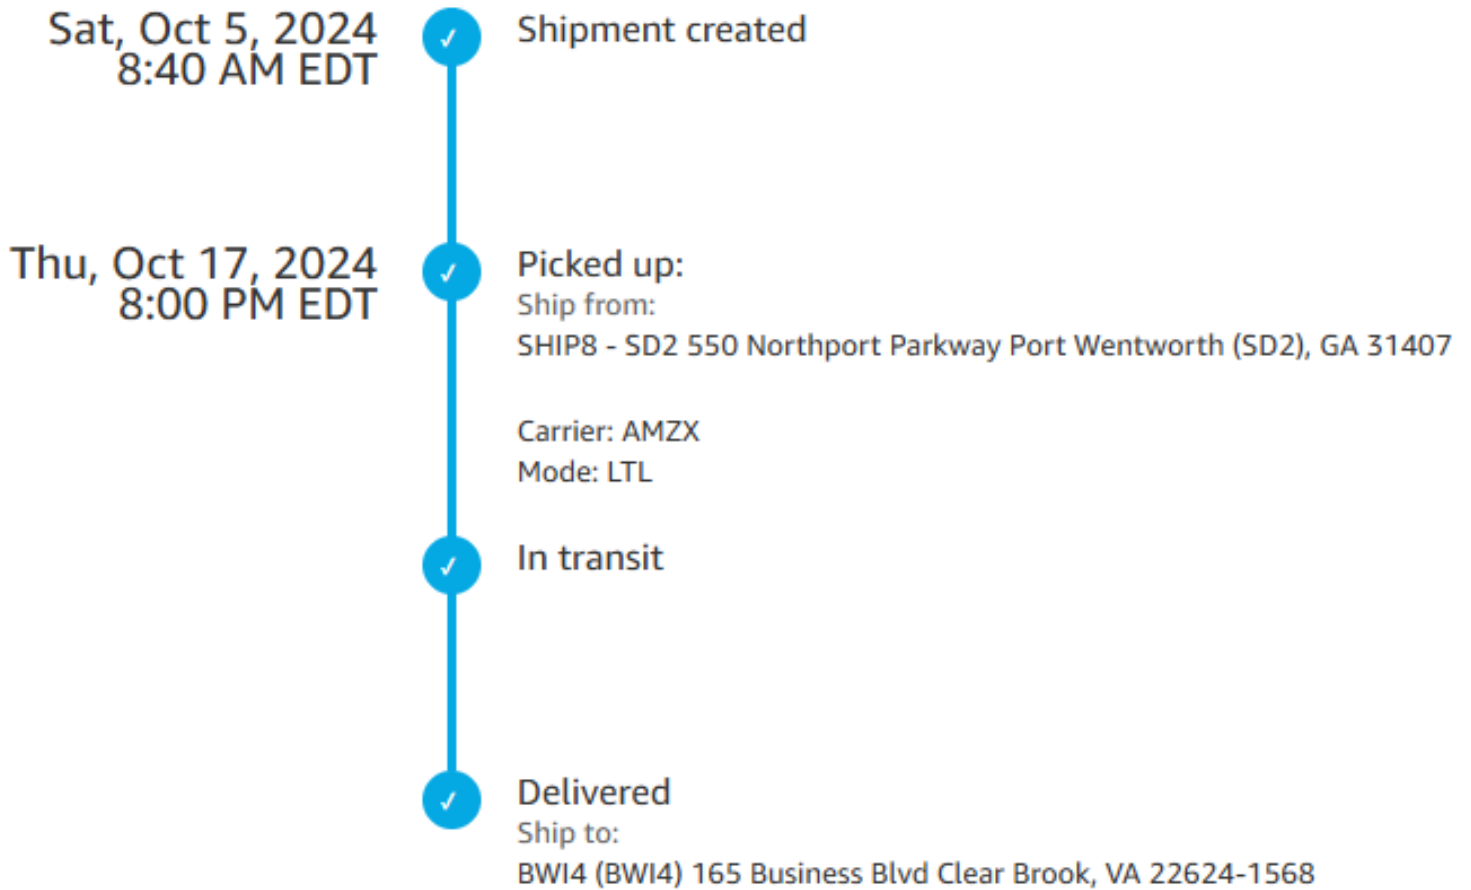 Sat, Oct 5, 2024
8:40 AM EDT
Shipment created
Thu, Oct 17, 2024
8:00 PM EDT
Picked up:
Ship from:
SHIP8 - SD2 550 Northport Parkway Port Wentworth (SD2), GA 31407
Carrier: AMZX
Mode: LTL
In transit
Delivered
Ship to:
BWI4 (BWI4) 165 Business Blvd Clear Brook, VA 22624-1568